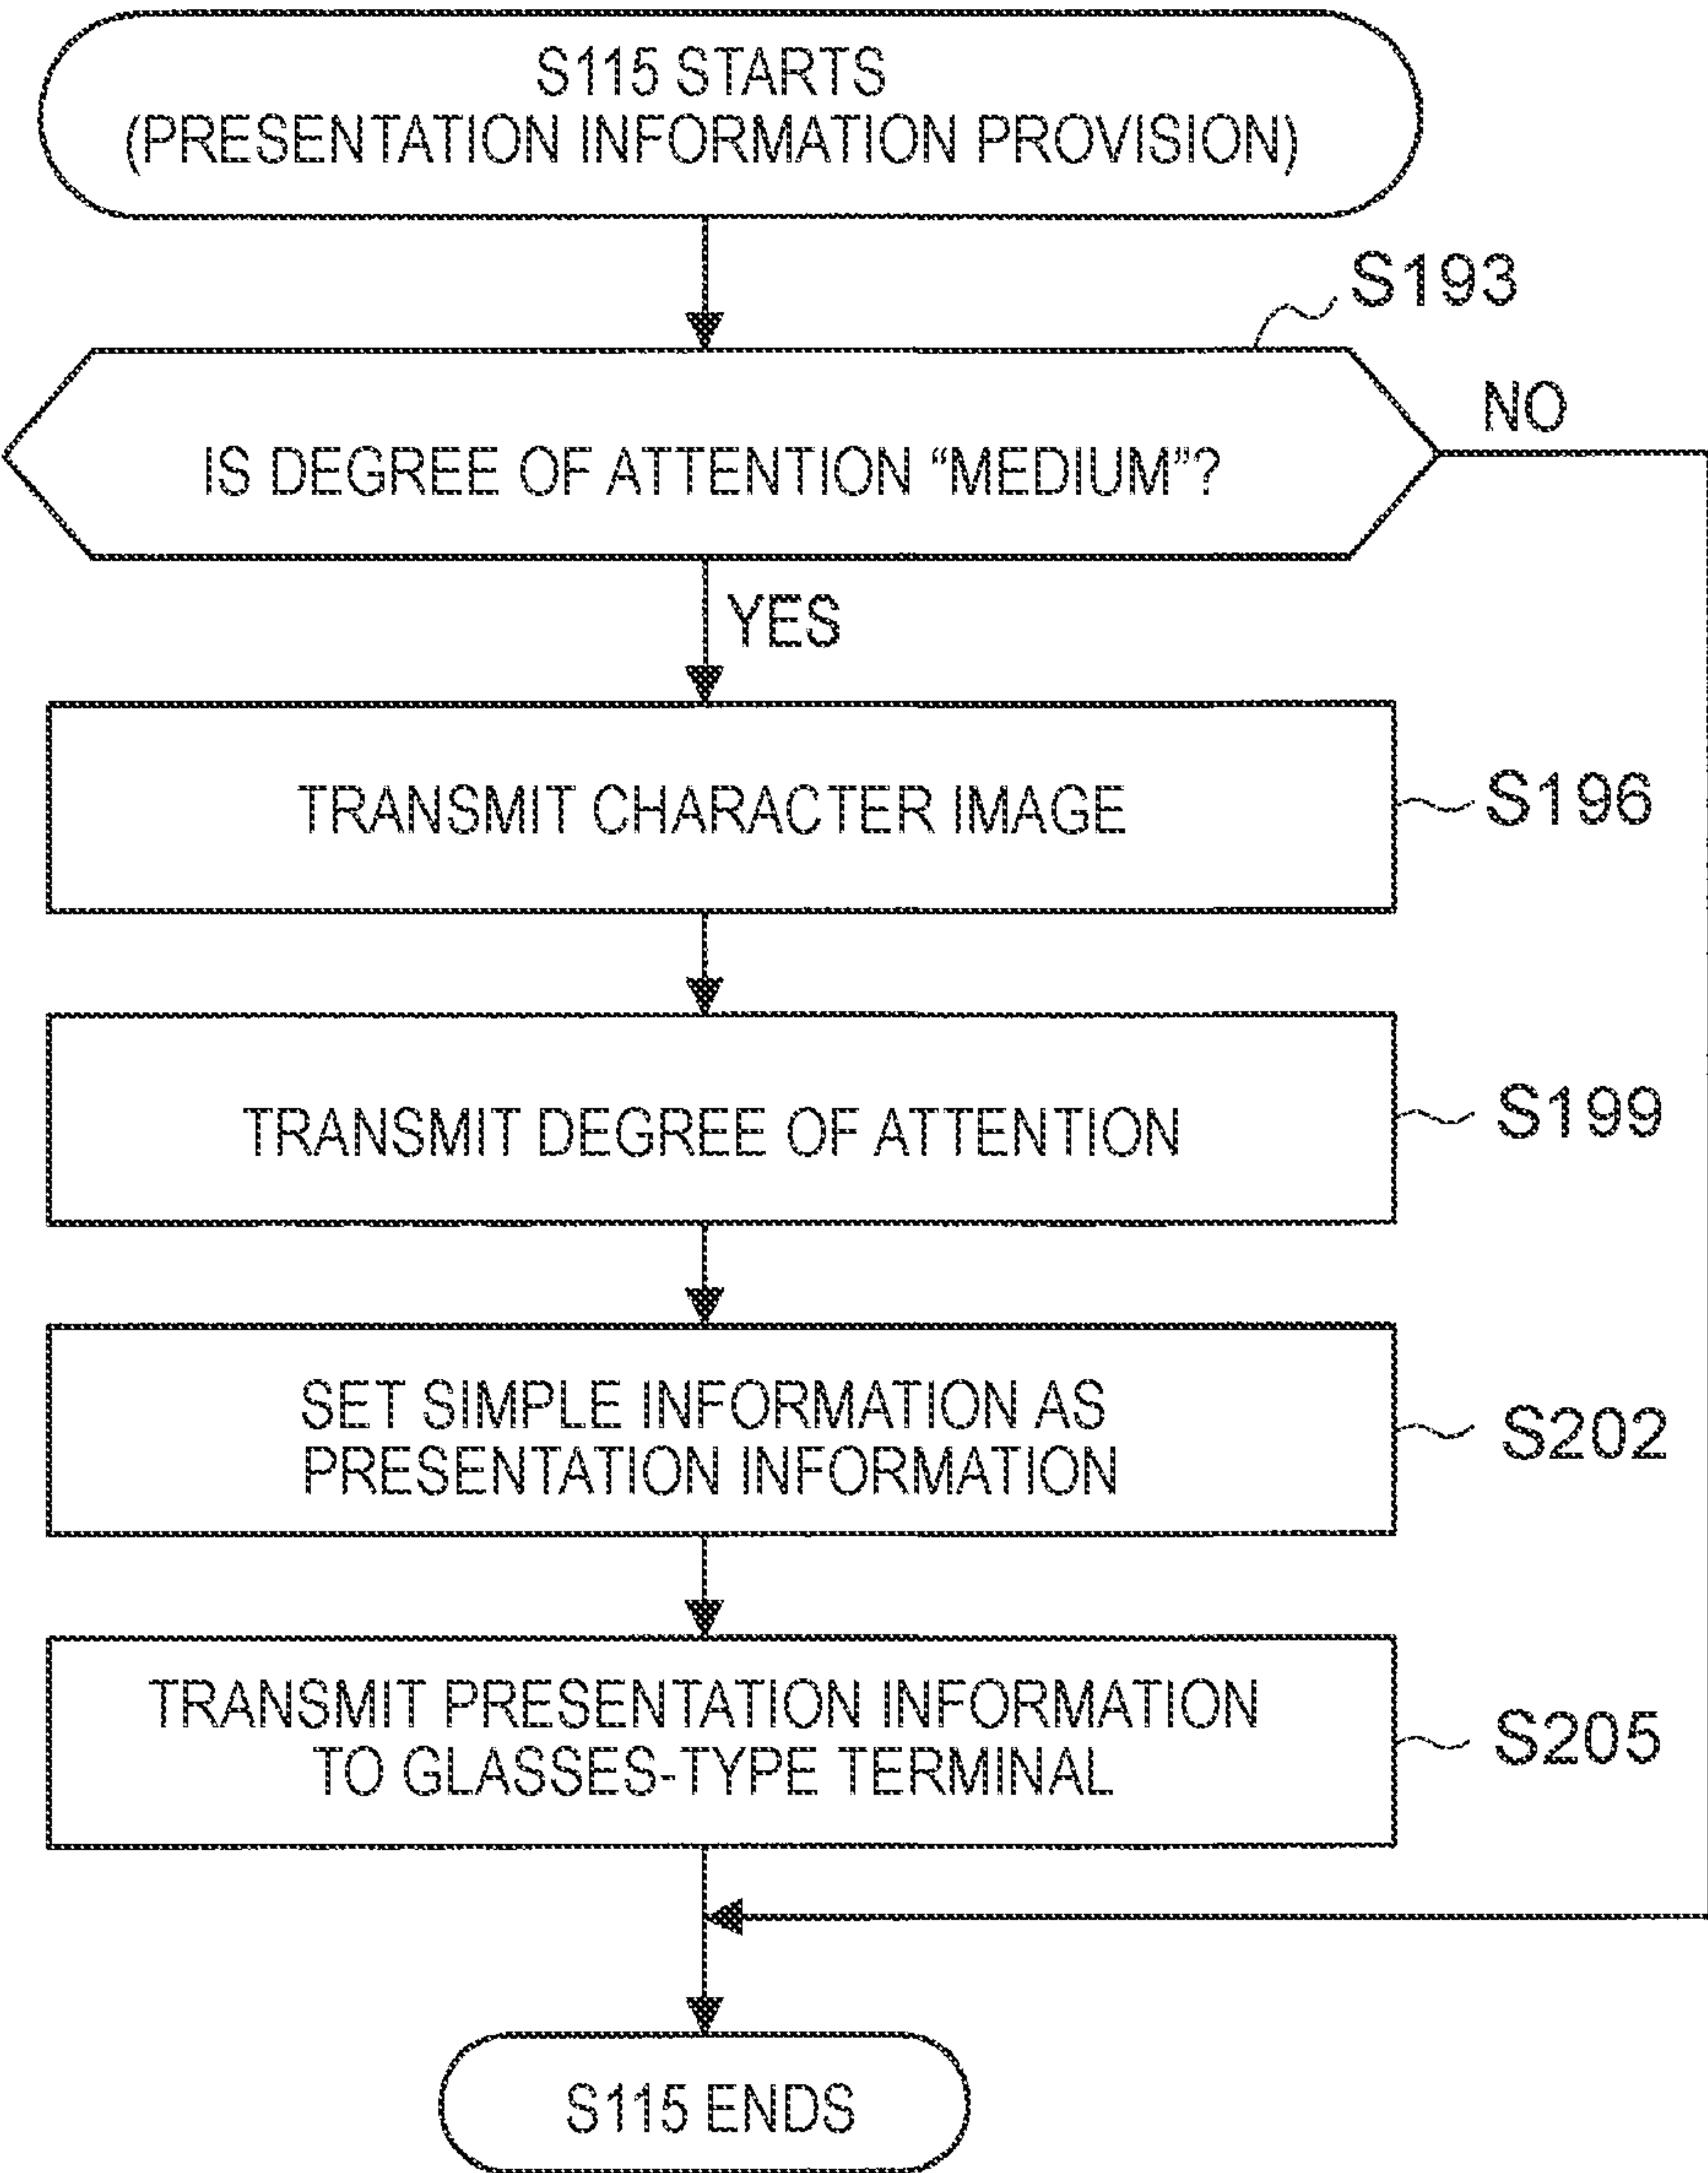 S115 STARTS
(PRESENTATION INFORMATION PROVISION)
S193
IS DEGREE OF ATTENTION “MEDIUM”?
NO
YES
TRANSMIT CHARACTER IMAGE
S196
TRANSMIT DEGREE OF ATTENTION
S199
SET SIMPLE INFORMATION AS
PRESENTATION INFORMATION
S202
TRANSMIT PRESENTATION INFORMATION
TO GLASSES-TYPE TERMINAL
S205
S115 ENDS